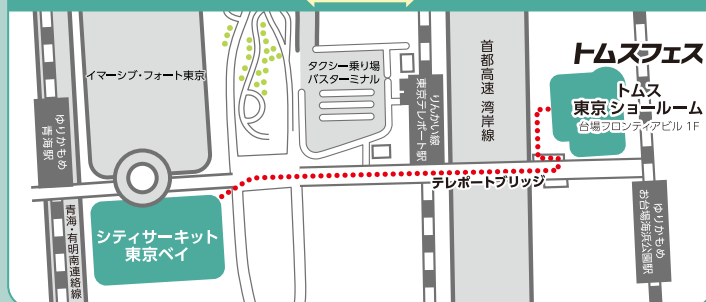 イマーシブ・フォート東京
ゆりかもめ
青海駅
タクシー乗り場
バスターミナル
りんかい線
東京テレポート駅
首都高速 湾岸線
トムスフェス
トムス
東京 ショールーム
台場フロンティアビル 1F
テレポートブリッジ
シティサーキット
東京ベイ
青海・有明南連絡線
ゆりかもめ
お台場海浜公園駅